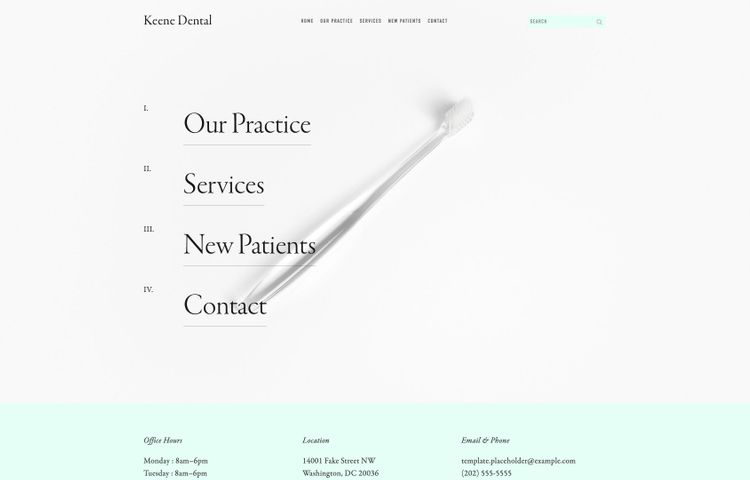 Keene Dental
HOME OUR PRACTICE SERVICES NEW PATIENTS CONTACT
SEARCH
I.
Our Practice
II.
Services
III.
New Patients
IV.
Contact
Office Hours
Monday : 8am–6pm
Tuesday : 8am–6pm
Location
14001 Fake Street NW
Washington, DC 20036
Email & Phone
template.placeholder@example.com
(202) 555-5555